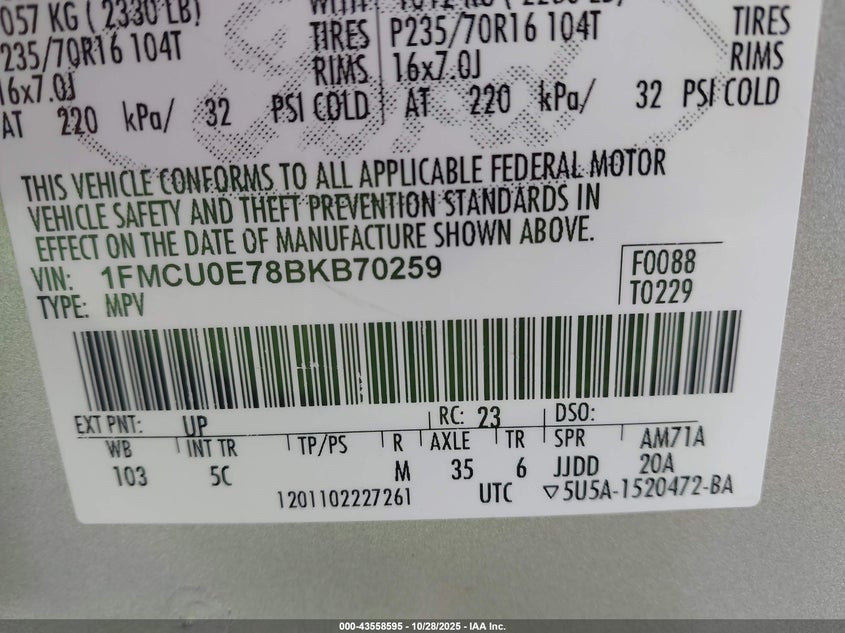 057 KG ( 2330 LB)
235/70R16 104T TIRES P235/70R16 104T TIRES
16x7.0J RIMS 16x7.0J RIMS
AT 220 kPa/ 32 PSI COLD AT 220 kPa/ 32 PSI COLD
THIS VEHICLE CONFORMS TO ALL APPLICABLE FEDERAL MOTOR
VEHICLE SAFETY AND THEFT PREVENTION STANDARDS IN
EFFECT ON THE DATE OF MANUFACTURE SHOWN ABOVE.
VIN: 1FMCU0E78BKB70259
TYPE: MPV
F0088
T0229
EXT PNT: UP RC: 23 DSO:
WB INT TR TP/PS R AXLE TR SPR AM71A
103 5C M 35 6 JJDD 20A
1201102227261 UTC ▽5U5A-1520472-BA
000-43558595 - 10/28/2025 - IAA Inc.